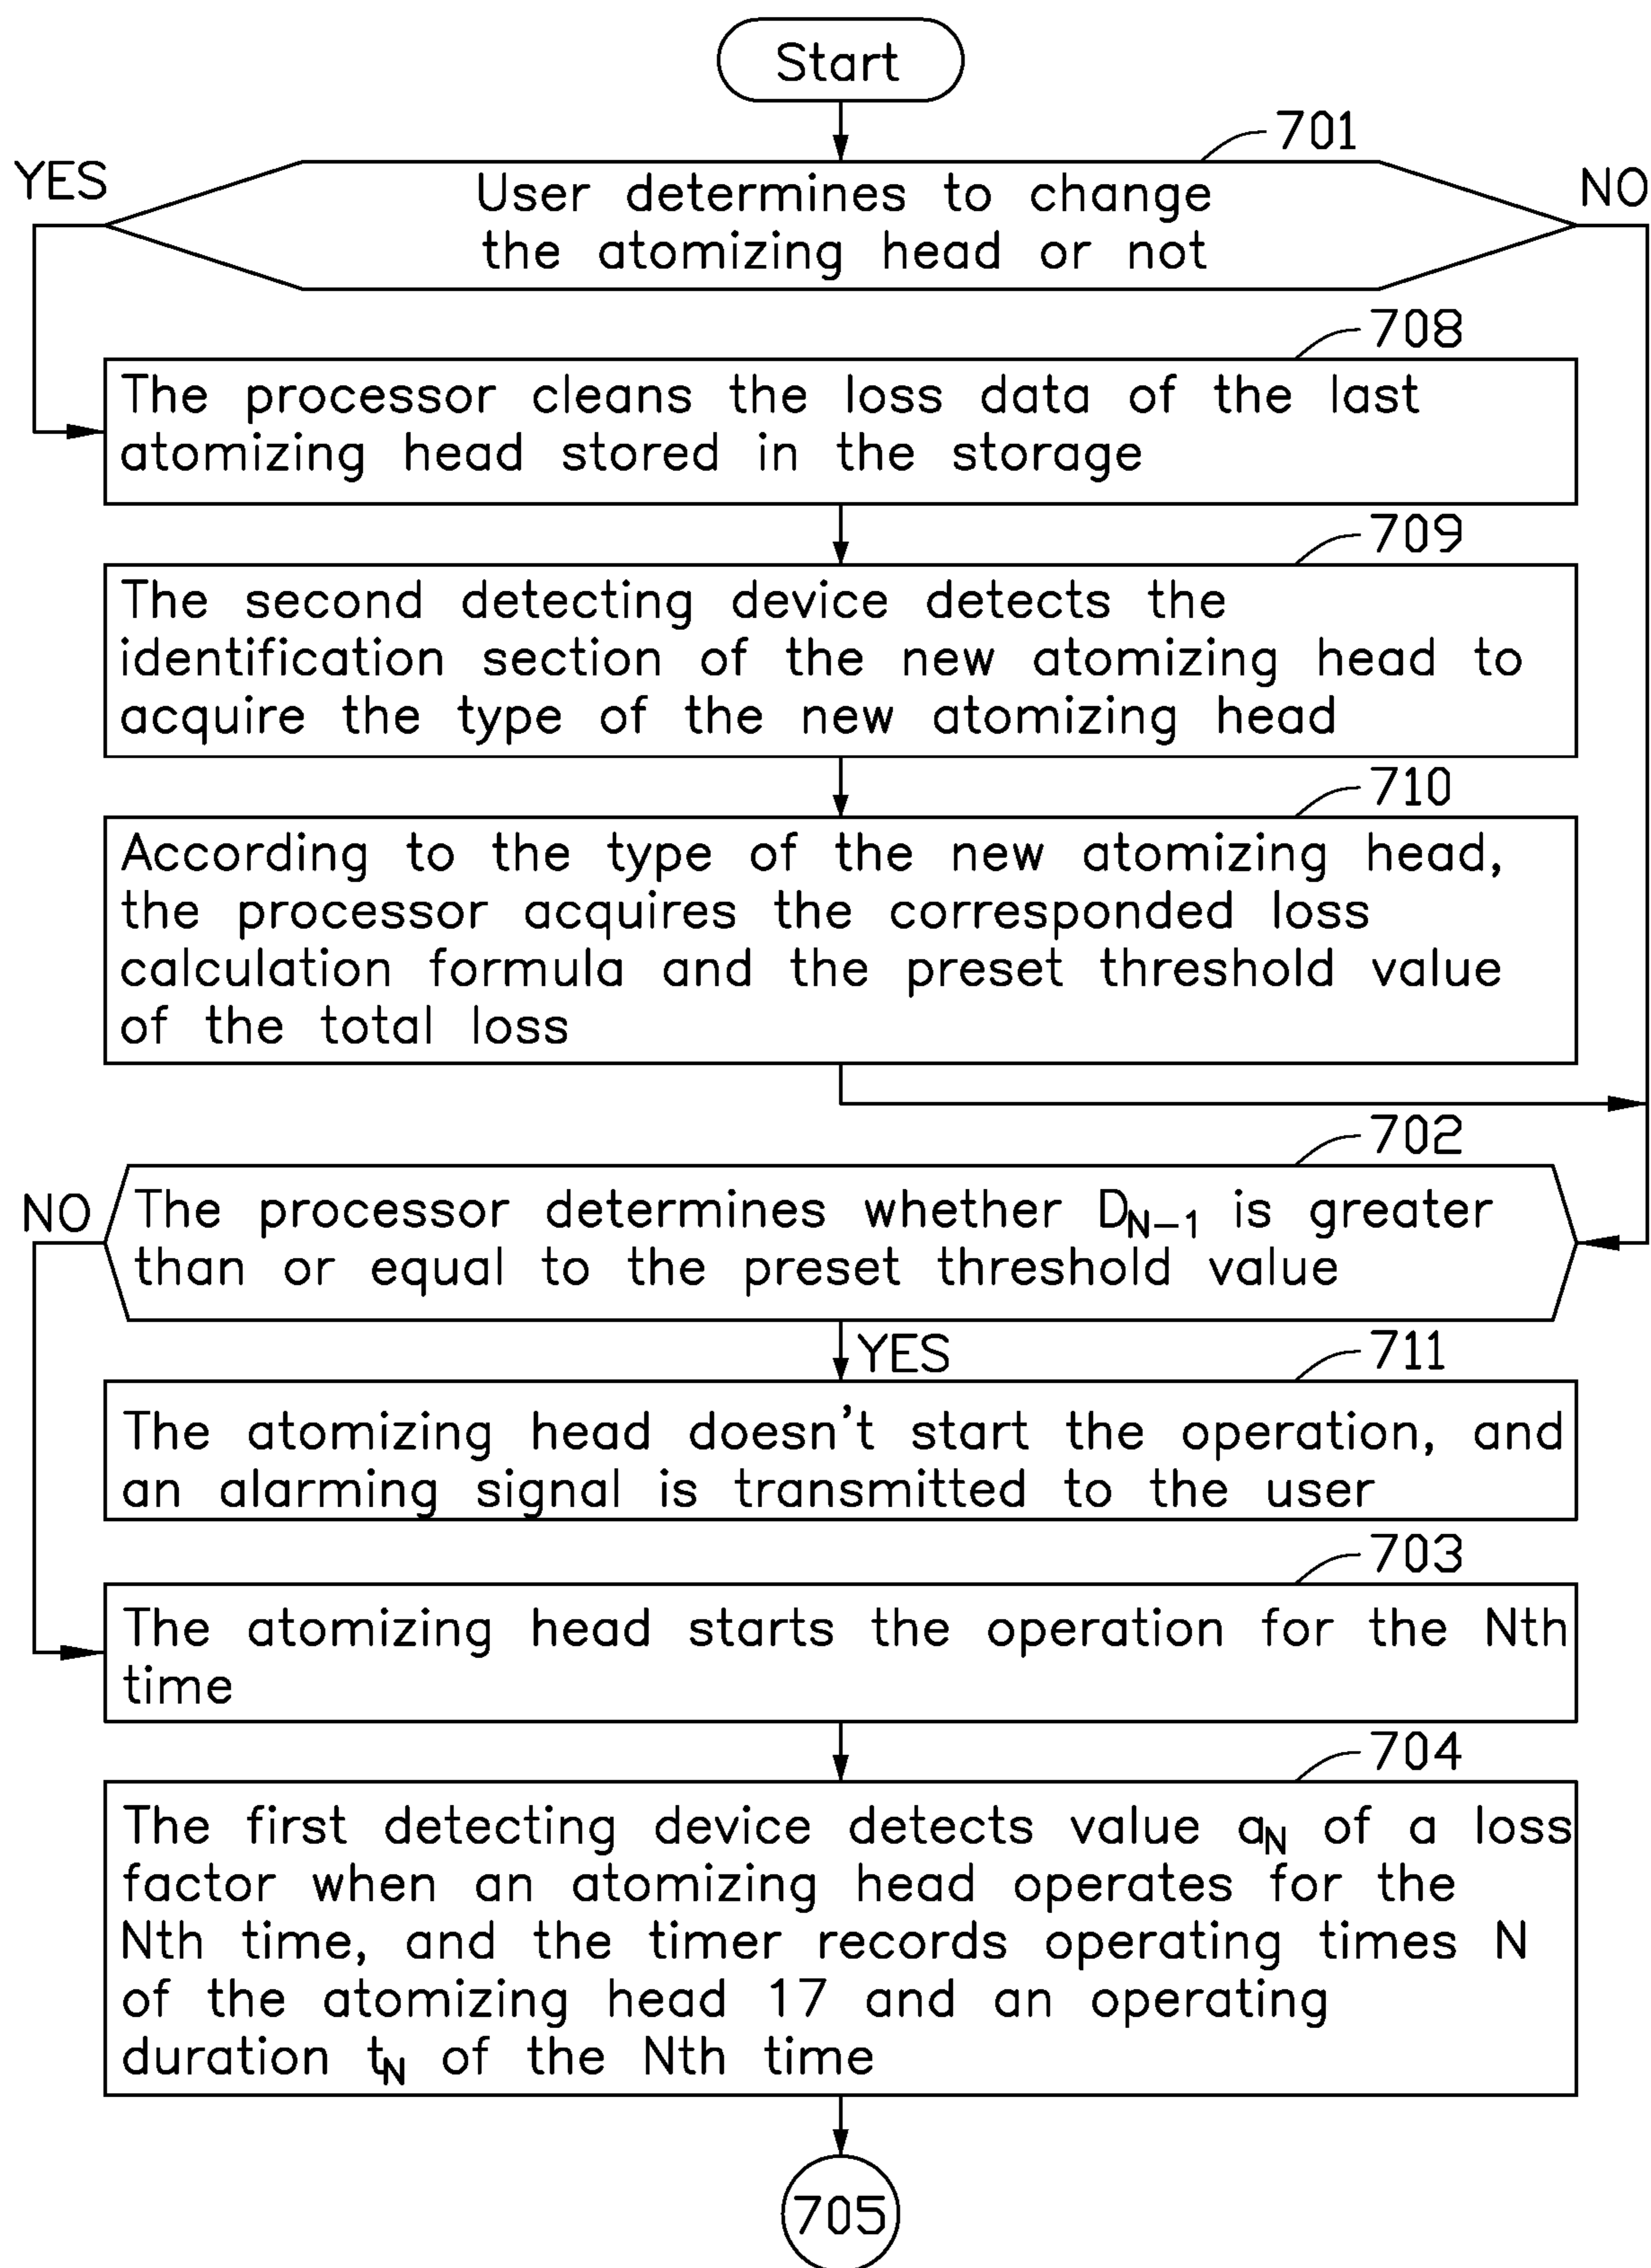 Start
701
YES
NO
User determines to change
the atomizing head or not
708
The processor cleans the loss data of the last
atomizing head stored in the storage
709
The second detecting device detects the
identification section of the new atomizing head to
acquire the type of the new atomizing head
710
According to the type of the new atomizing head,
the processor acquires the corresponded loss
calculation formula and the preset threshold value
of the total loss
702
NO
The processor determines whether D_{N-1} is greater
than or equal to the preset threshold value
YES
711
The atomizing head doesn't start the operation, and
an alarming signal is transmitted to the user
703
The atomizing head starts the operation for the Nth
time
704
The first detecting device detects value a_N of a loss
factor when an atomizing head operates for the
Nth time, and the timer records operating times N
of the atomizing head 17 and an operating
duration t_N of the Nth time
705